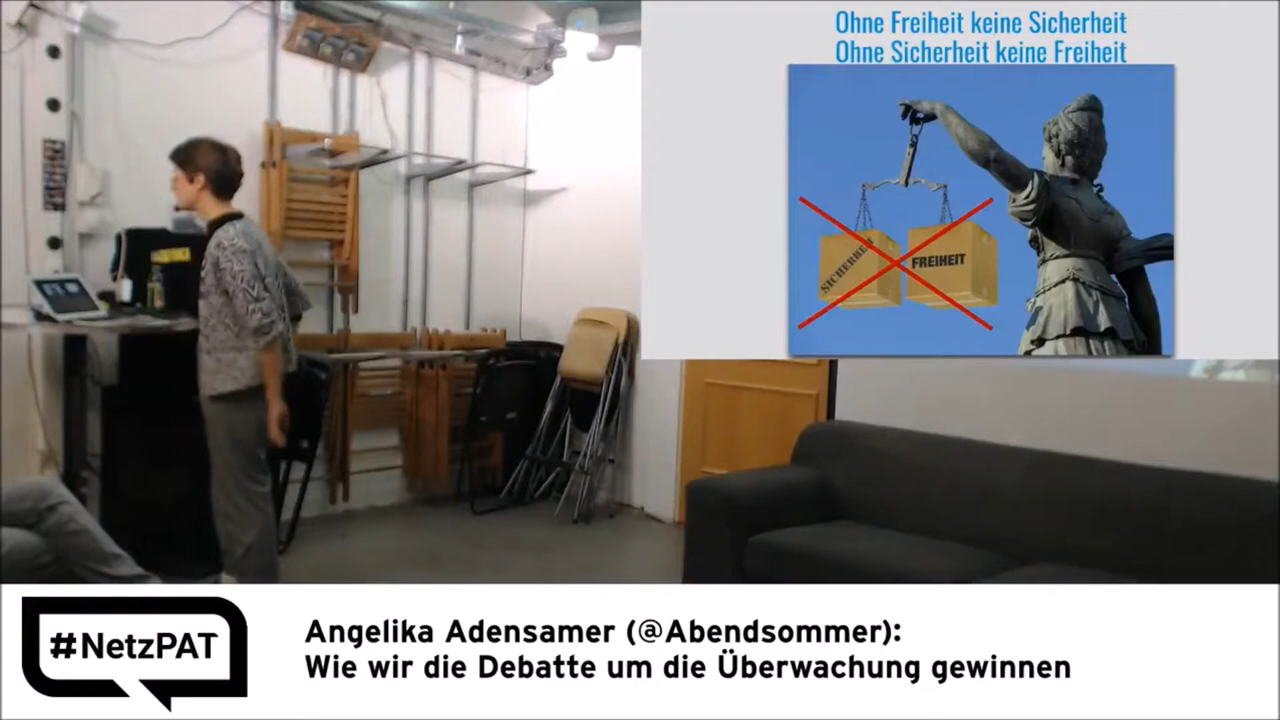 Ohne Freiheit keine Sicherheit
Ohne Sicherheit keine Freiheit
SICHERHEIT
FREIHEIT
#NetzPAT
Angelika Adensamer (@Abendsommer):
Wie wir die Debatte um die Überwachung gewinnen